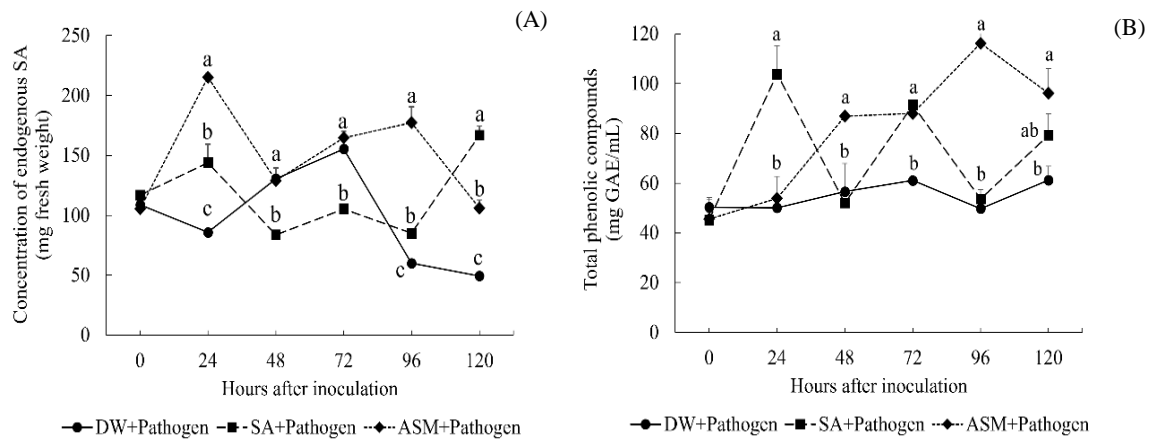 (A)
Concentration of endogenous SA
(mg fresh weight)
250
200
150
100
50
0
a
b
c
a
b
a
b
a
b
c
a
b
c
0 24 48 72 96 120
Hours after inoculation
DW+Pathogen SA+Pathogen ASM+Pathogen
(B)
Total phenolic compounds
(mg GAE/mL)
120
100
80
60
40
20
0
a
b
a
b
a
b
a
b
a
ab
b
0 24 48 72 96 120
Hours after inoculation
DW+Pathogen SA+Pathogen ASM+Pathogen